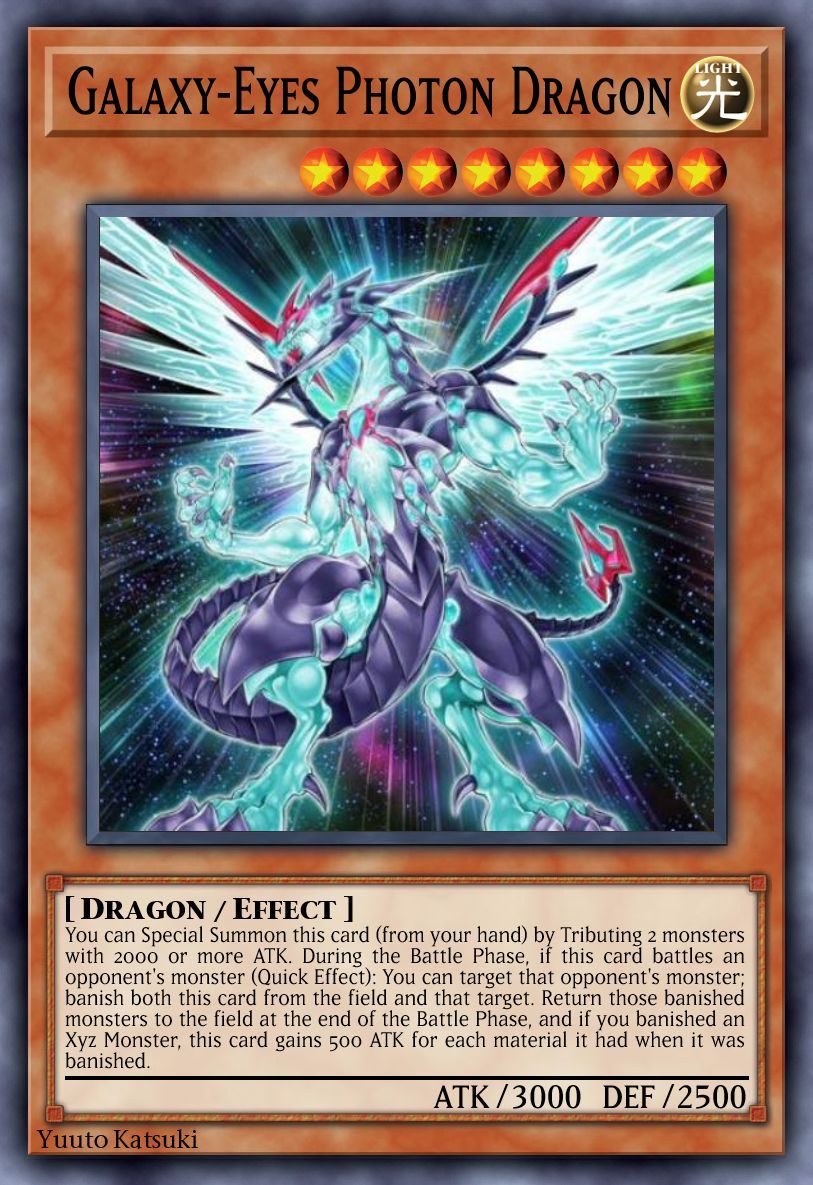 Galaxy-Eyes Photon Dragon
LIGHT
光
[ Dragon / Effect ]
You can Special Summon this card (from your hand) by Tributing 2 monsters
with 2000 or more ATK. During the Battle Phase, if this card battles an
opponent's monster (Quick Effect): You can target that opponent's monster;
banish both this card from the field and that target. Return those banished
monsters to the field at the end of the Battle Phase, and if you banished an
Xyz Monster, this card gains 500 ATK for each material it had when it was
banished.
ATK/3000 DEF/2500
Yuuto Katsuki